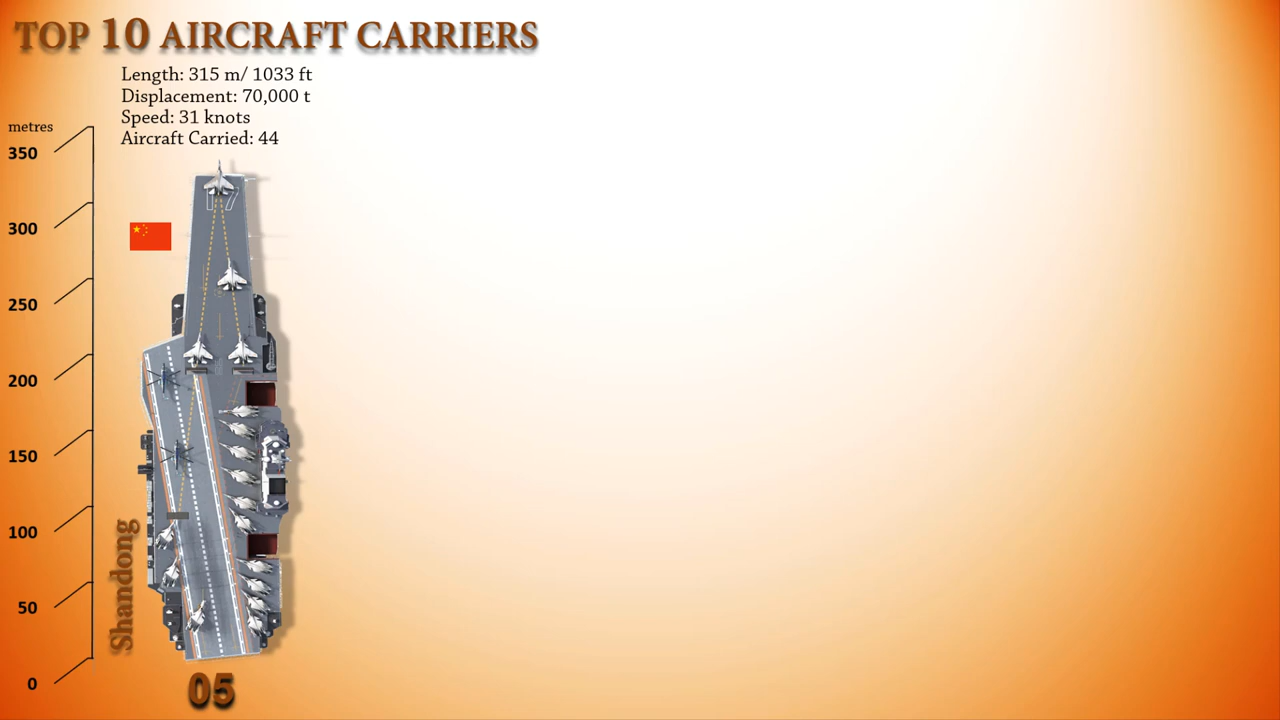 TOP 10 AIRCRAFT CARRIERS
Length: 315 m/ 1033 ft
Displacement: 70,000 t
Speed: 31 knots
Aircraft Carried: 44
metres
350
300
250
200
150
100
50
0
17
Shandong
05